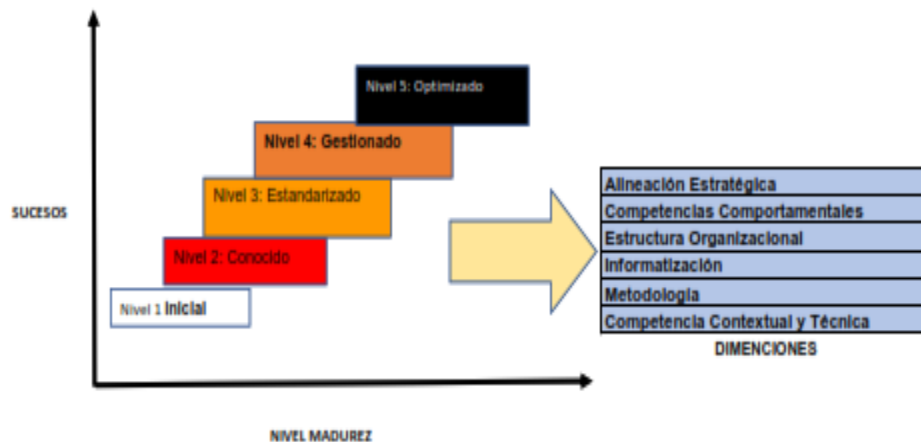 Nivel 5: Optimizado
Nivel 4: Gestionado
Nivel 3: Estandarizado
Nivel 2: Conocido
Nivel 1 Inicial
SUCESOS
NIVEL MADUREZ
Alineación Estratégica
Competencias Comportamentales
Estructura Organizacional
Informatización
Metodología
Competencia Contextual y Técnica
DIMENCIONES